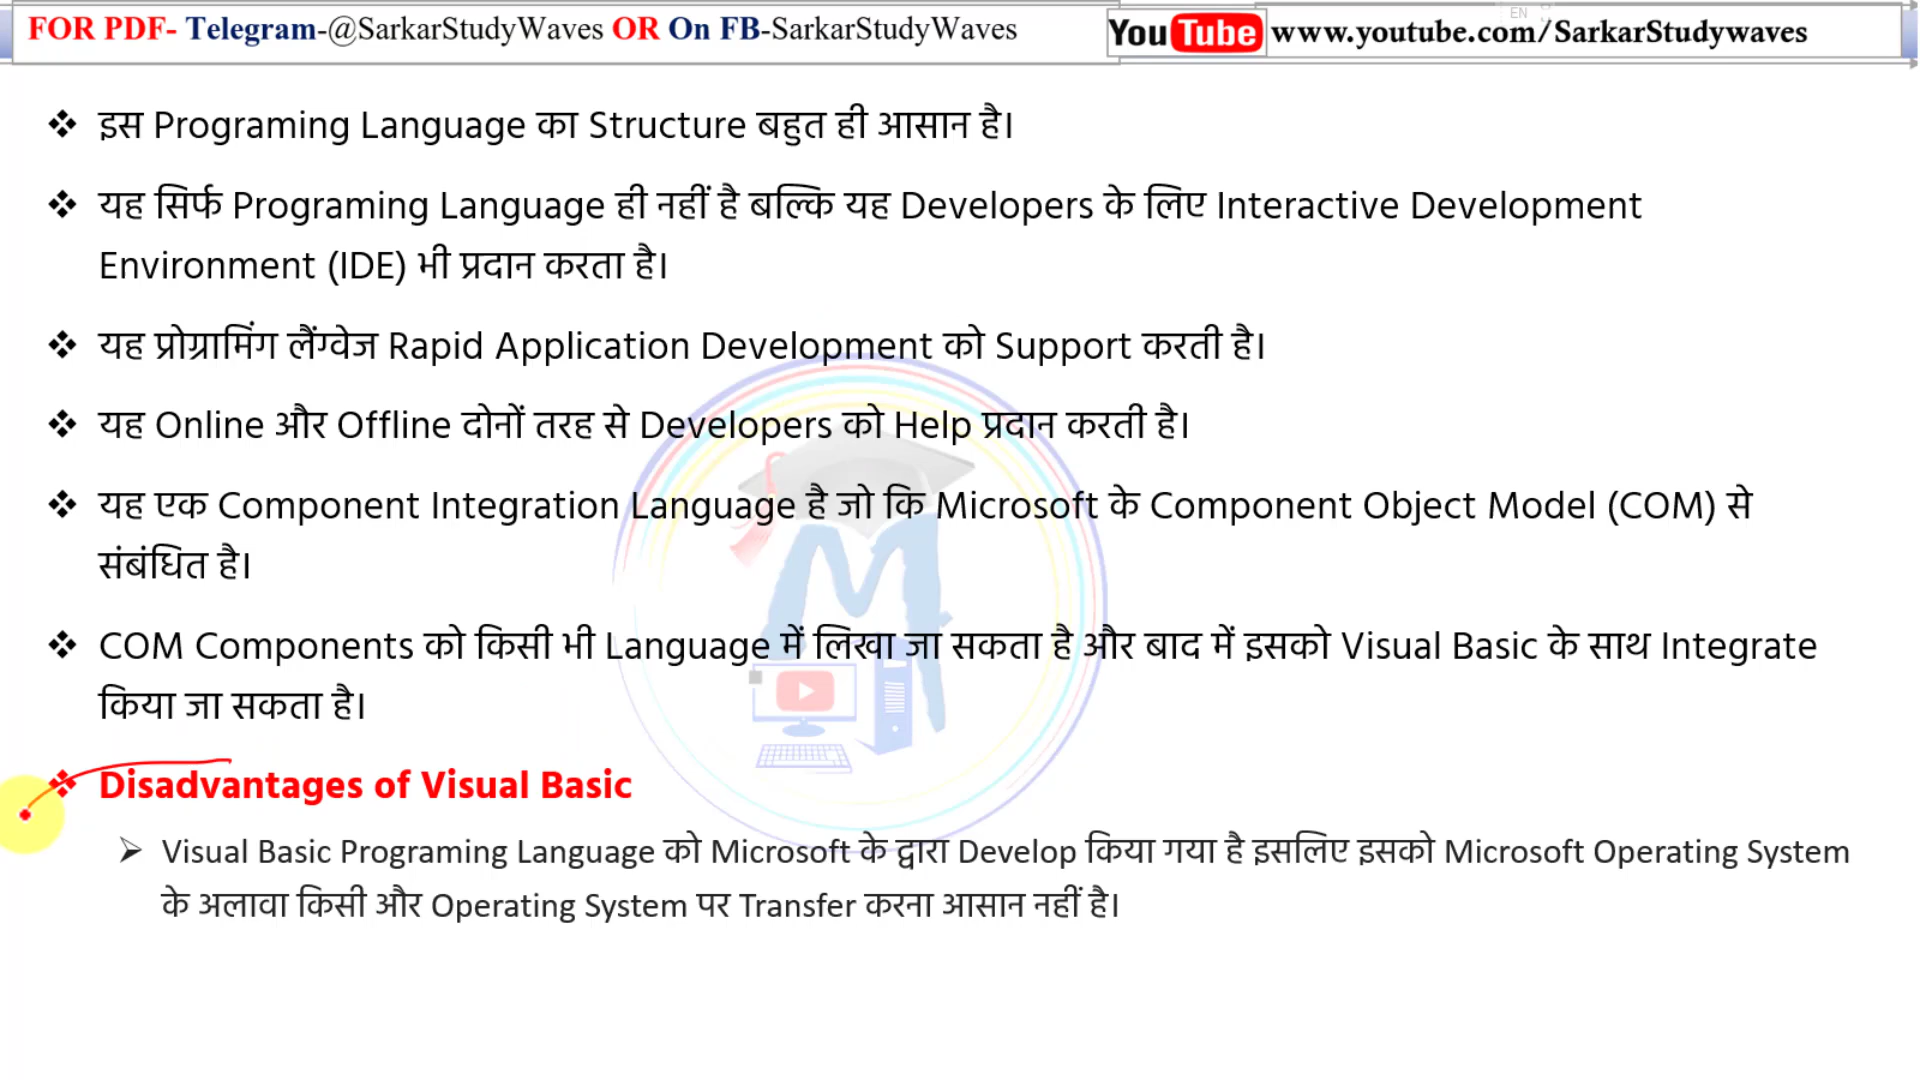 FOR PDF- Telegram-@SarkarStudyWaves OR On FB-SarkarStudyWaves
YouTube www.youtube.com/SarkarStudywaves
EN
❖ इस Programing Language का Structure बहुत ही आसान है।
❖ यह सिर्फ Programing Language ही नहीं है बल्कि यह Developers के लिए Interactive Development
Environment (IDE) भी प्रदान करता है।
❖ यह प्रोग्रामिंग लैंग्वेज Rapid Application Development को Support करती है।
❖ यह Online और Offline दोनों तरह से Developers को Help प्रदान करती है।
❖ यह एक Component Integration Language है जो कि Microsoft के Component Object Model (COM) से
संबंधित है।
❖ COM Components को किसी भी Language में लिखा जा सकता है और बाद में इसको Visual Basic के साथ Integrate
किया जा सकता है।
❖ Disadvantages of Visual Basic
➢ Visual Basic Programing Language को Microsoft के द्वारा Develop किया गया है इसलिए इसको Microsoft Operating System
के अलावा किसी और Operating System पर Transfer करना आसान नहीं है।